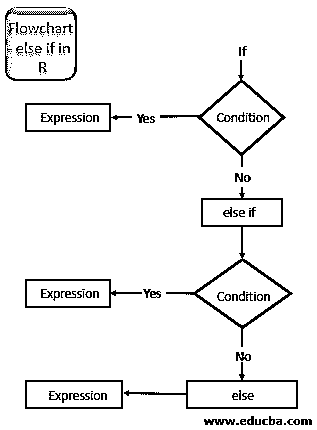 Flowchart
else if in
R
If
Condition
Yes
Expression
No
else if
Condition
Yes
Expression
No
else
Expression
www.educba.com